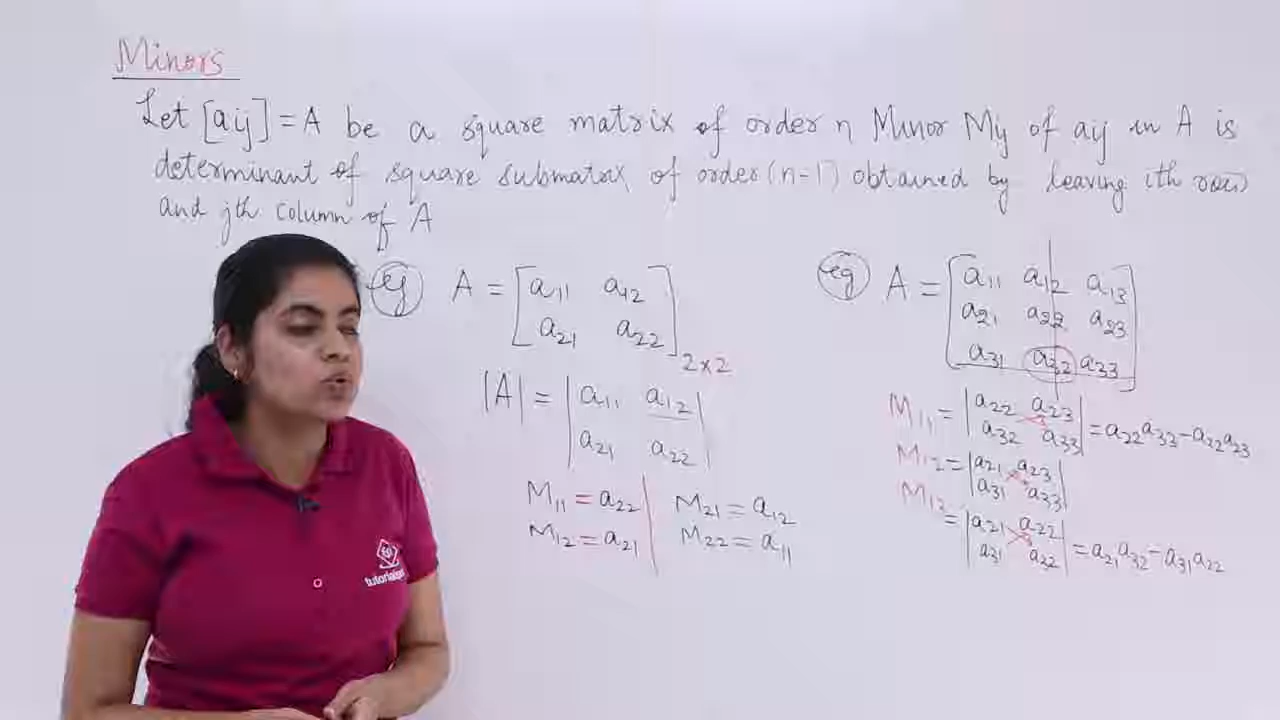 Minors
Let [aij] = A be a square matrix of order n Minor Mij of aij in A is
determinant of square submatrix of order (n-1) obtained by leaving ith row
and jth column of A
eg A = [a11 a12
a21 a22] 2×2
|A| = |a11 a12
a21 a22|
M11 = a22 | M21 = a12
M12 = a21 | M22 = a11
eg A = [a11 a12 a13
a21 a22 a23
a31 a32 a33]
M11 = |a22 a23
a32 a33| = a22a33-a22a23
M12 = |a21 a23
a31 a33|
M13
= |a21 a22
a31 a22| = a21a32-a31a22